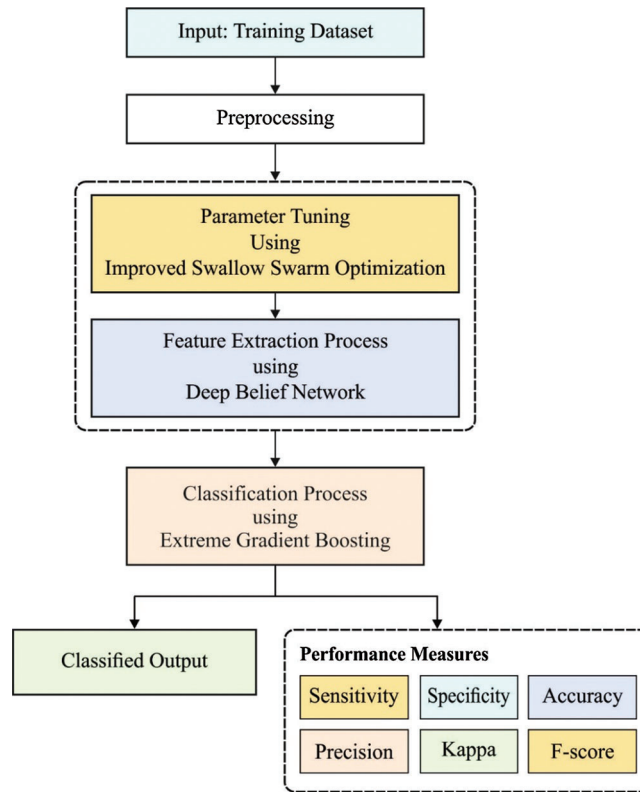 Input: Training Dataset
Preprocessing
Parameter Tuning
Using
Improved Swallow Swarm Optimization
Feature Extraction Process
using
Deep Belief Network
Classification Process
using
Extreme Gradient Boosting
Classified Output
Performance Measures
Sensitivity
Specificity
Accuracy
Precision
Kappa
F-score